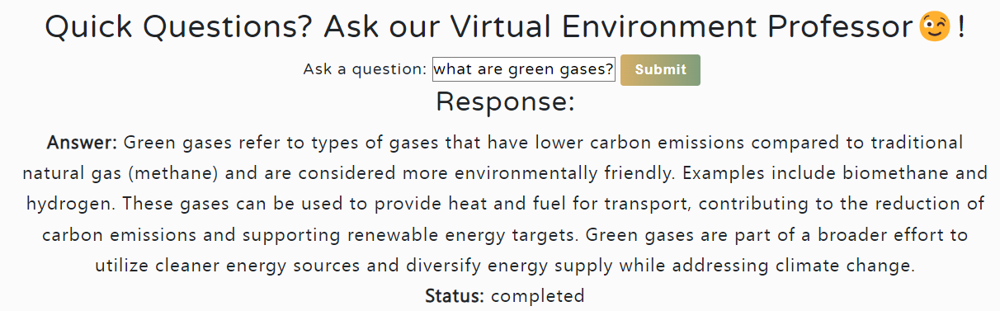 Quick Questions? Ask our Virtual Environment Professor😉!
Ask a question: what are green gases? Submit
Response:
Answer: Green gases refer to types of gases that have lower carbon emissions compared to traditional
natural gas (methane) and are considered more environmentally friendly. Examples include biomethane and
hydrogen. These gases can be used to provide heat and fuel for transport, contributing to the reduction of
carbon emissions and supporting renewable energy targets. Green gases are part of a broader effort to
utilize cleaner energy sources and diversify energy supply while addressing climate change.
Status: completed